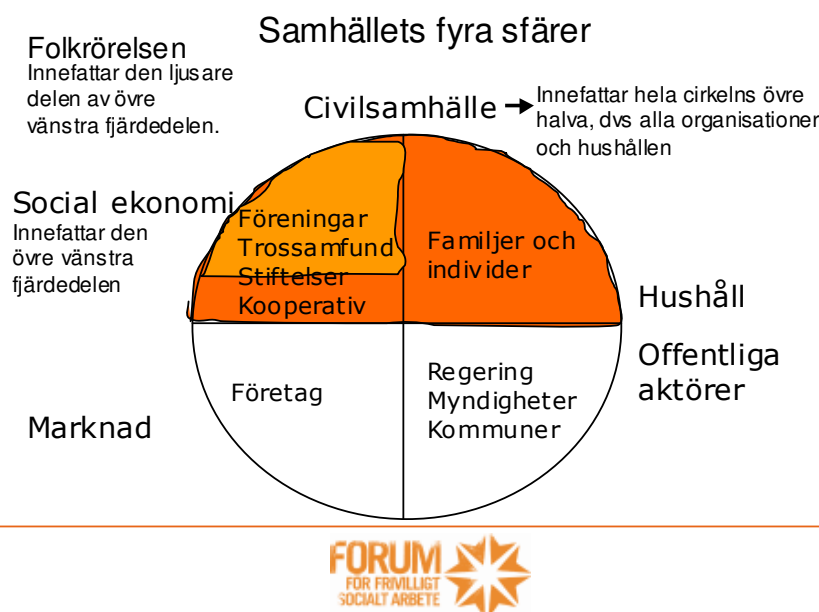 Samhällets fyra sfärer
Folkrörelsen
Innefattar den ljusare
delen av övre
vänstra fjärdedelen.
Civilsamhälle
Innefattar hela cirkelns övre
halva, dvs alla organisationer
och hushållen
Social ekonomi
Innefattar den
övre vänstra
fjärdedelen
Föreningar
Trossamfund
Stiftelser
Kooperativ
Familjer och
individer
Hushåll
Offentliga
aktörer
Företag
Regering
Myndigheter
Kommuner
Marknad
FORUM
FÖR FRIVILLIGT
SOCIALT ARBETE